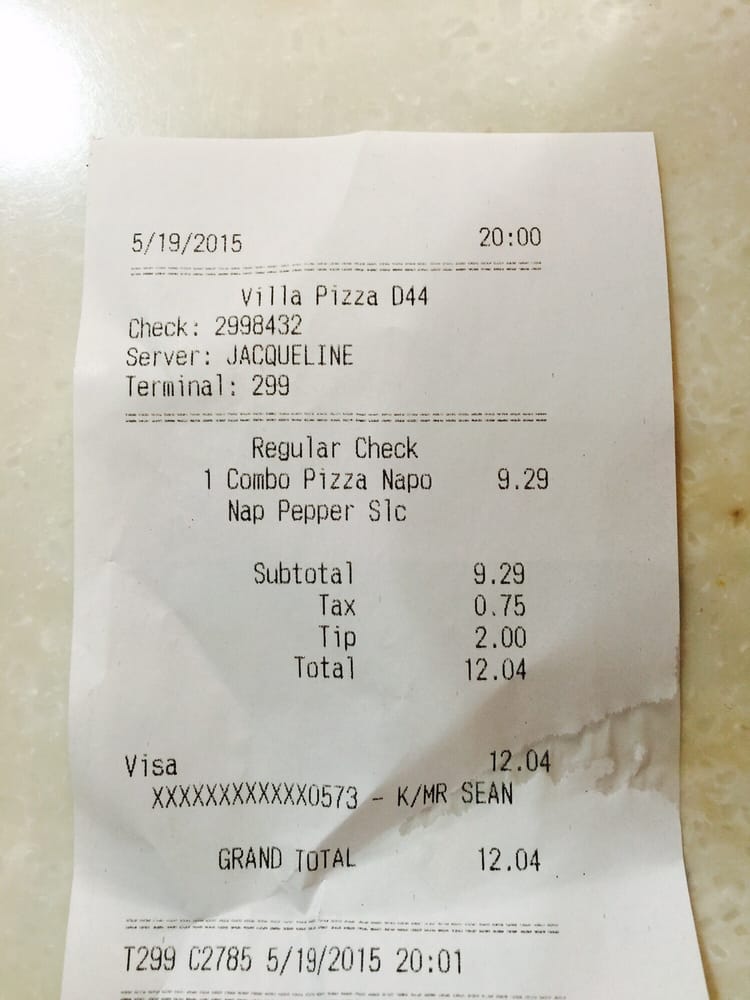 5/19/2015 20:00
Villa Pizza D44
Check: 2998432
Server: JACQUELINE
Terminal: 299
Regular Check
1 Combo Pizza Napo 9.29
Nap Pepper Slc
Subtotal 9.29
Tax 0.75
Tip 2.00
Total 12.04
Visa 12.04
XXXXXXXXXXXX0573 - K/MR SEAN
GRAND TOTAL 12.04
T299 C2785 5/19/2015 20:01